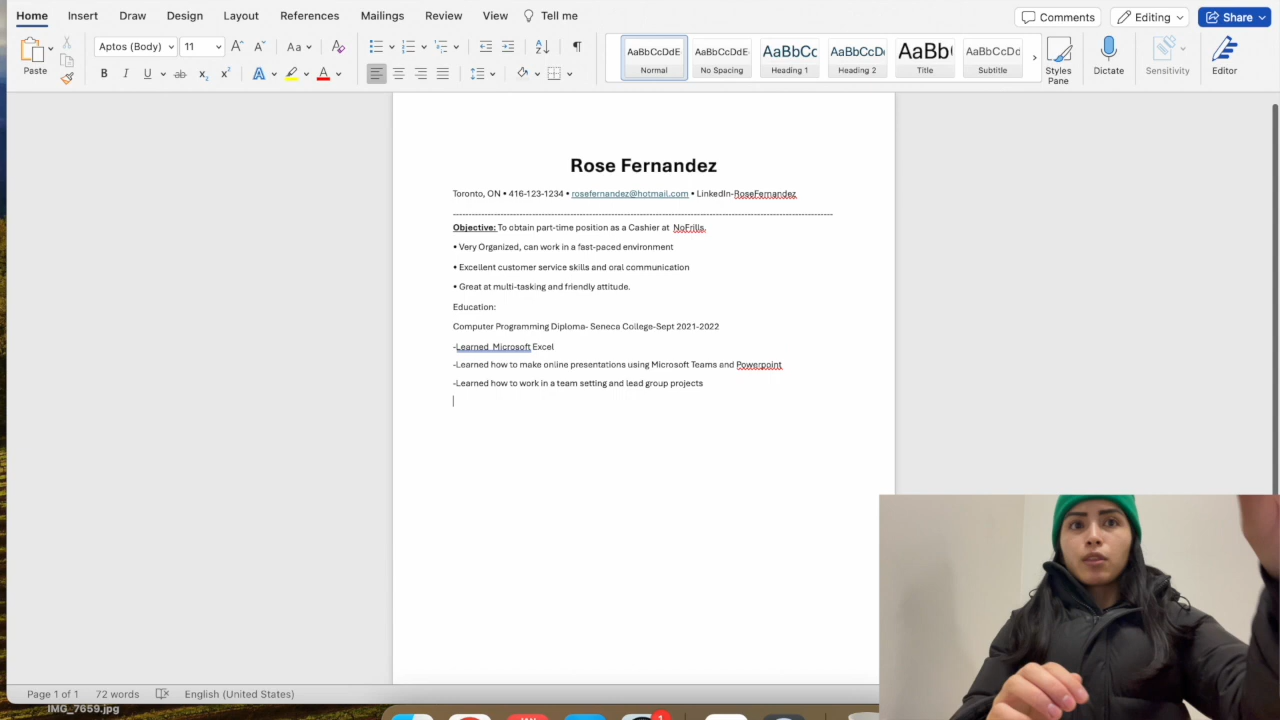 Home Insert Draw Design Layout References Mailings Review View Tell me Comments Editing Share
Paste Aptos (Body) 11 Aa
AaBbCcDdE AaBbCcDdE AaBbCc AaBbCcD AaBb AaBbCcDd
Normal No Spacing Heading 1 Heading 2 Title Subtitle
Styles Pane Dictate Sensitivity Editor
Rose Fernandez
Toronto, ON • 416-123-1234 • rosefernandez@hotmail.com • LinkedIn-RoseFernandez
Objective: To obtain part-time position as a Cashier at NoFrills.
• Very Organized, can work in a fast-paced environment
• Excellent customer service skills and oral communication
• Great at multi-tasking and friendly attitude.
Education:
Computer Programming Diploma- Seneca College-Sept 2021-2022
-Learned Microsoft Excel
-Learned how to make online presentations using Microsoft Teams and Powerpoint
-Learned how to work in a team setting and lead group projects
Page 1 of 1 72 words English (United States)
IMG_7659.jpg